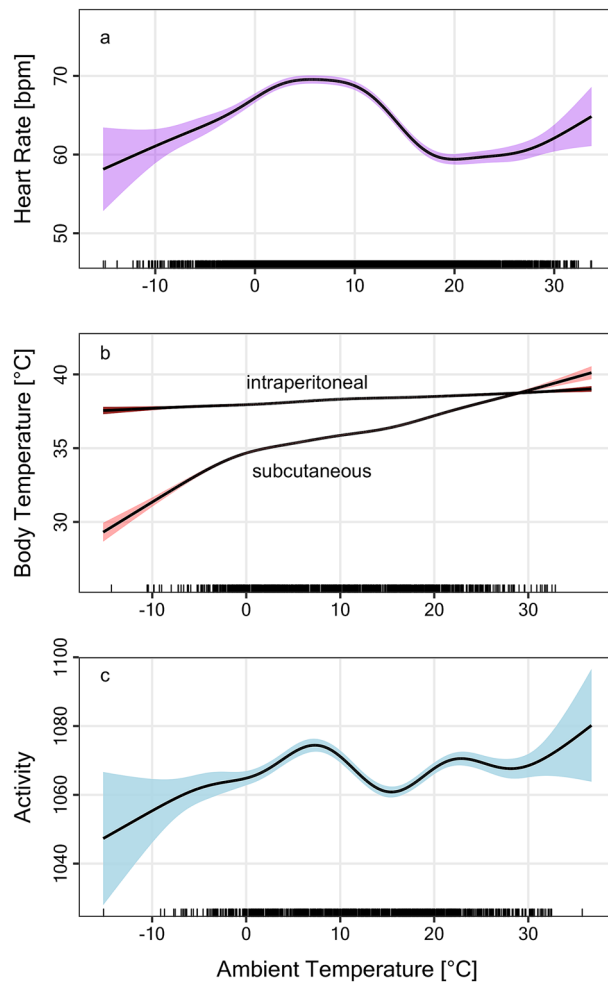 a
Heart Rate [bpm]
70
60
50
-10
0
10
20
30
b
Body Temperature [°C]
40
35
30
intraperitoneal
subcutaneous
-10
0
10
20
30
c
Activity
1100
1080
1060
1040
-10
0
10
20
30
Ambient Temperature [°C]